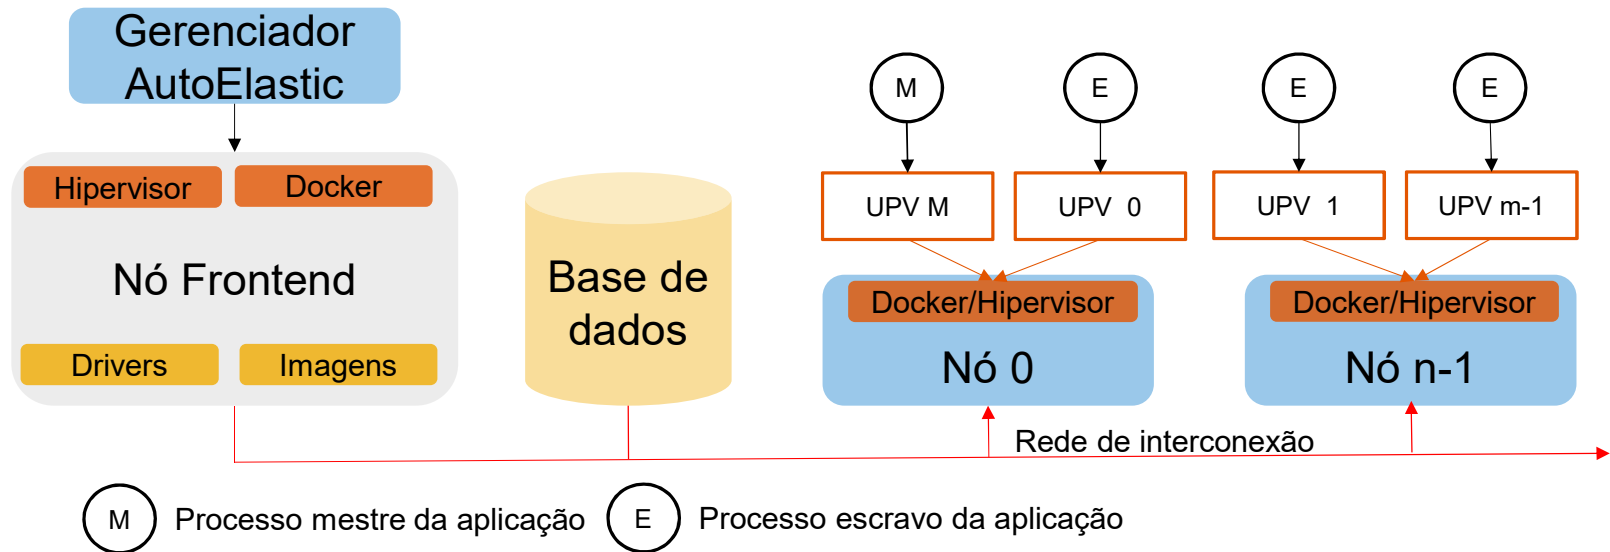 Gerenciador
AutoElastic
Hipervisor
Docker
Nó Frontend
Drivers
Imagens
Base de
dados
M
E
E
E
UPV M
UPV 0
UPV 1
UPV m-1
Docker/Hipervisor
Docker/Hipervisor
Nó 0
Nó n-1
Rede de interconexão
M
Processo mestre da aplicação
E
Processo escravo da aplicação